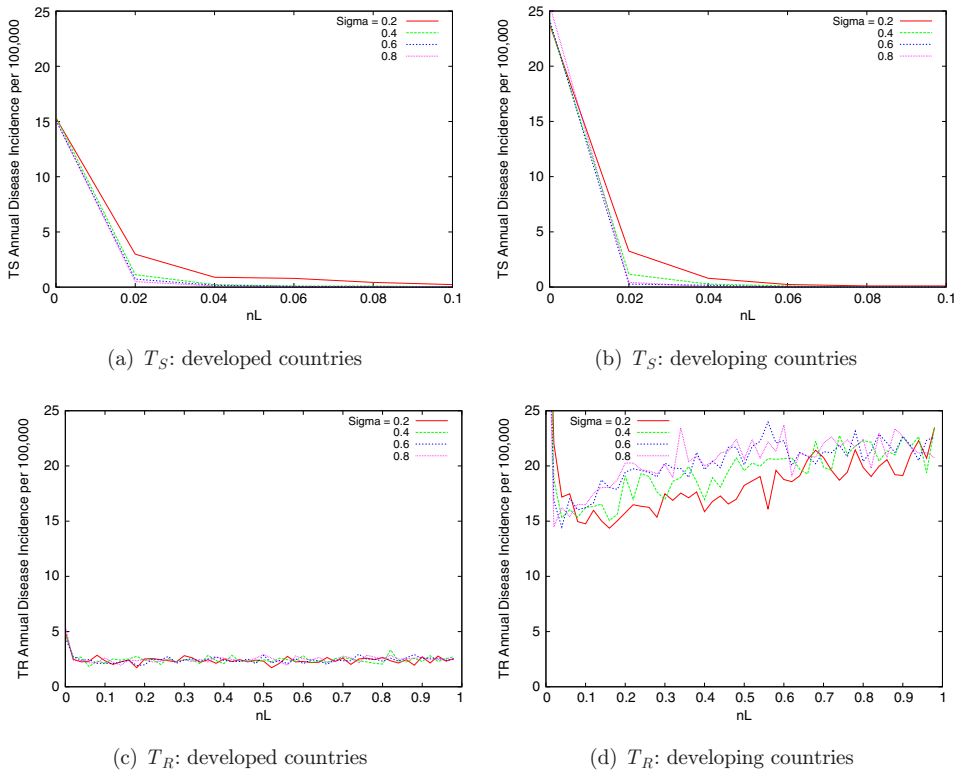 TS Annual Disease Incidence per 100,000
25
20
15
10
5
0
Sigma = 0.2
0.4
0.6
0.8
0 0.02 0.04 0.06 0.08 0.1
nL
(a) T_S: developed countries
TS Annual Disease Incidence per 100,000
25
20
15
10
5
0
Sigma = 0.2
0.4
0.6
0.8
0 0.02 0.04 0.06 0.08 0.1
nL
(b) T_S: developing countries
TR Annual Disease Incidence per 100,000
25
20
15
10
5
0
Sigma = 0.2
0.4
0.6
0.8
0 0.1 0.2 0.3 0.4 0.5 0.6 0.7 0.8 0.9 1
nL
(c) T_R: developed countries
TR Annual Disease Incidence per 100,000
25
20
15
10
5
0
Sigma = 0.2
0.4
0.6
0.8
0 0.1 0.2 0.3 0.4 0.5 0.6 0.7 0.8 0.9 1
nL
(d) T_R: developing countries